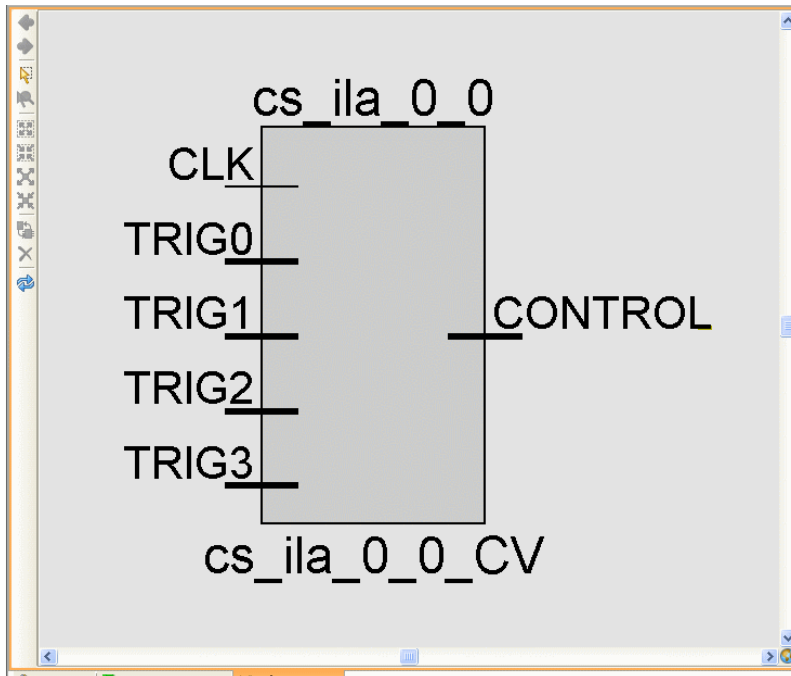 cs_ila_0_0
CLK
TRIG0
TRIG1
CONTROL
TRIG2
TRIG3
cs_ila_0_0_CV